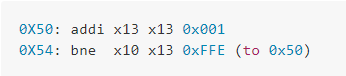 0X50: addi x13 x13 0x001
0X54: bne x10 x13 0xFFE (to 0x50)